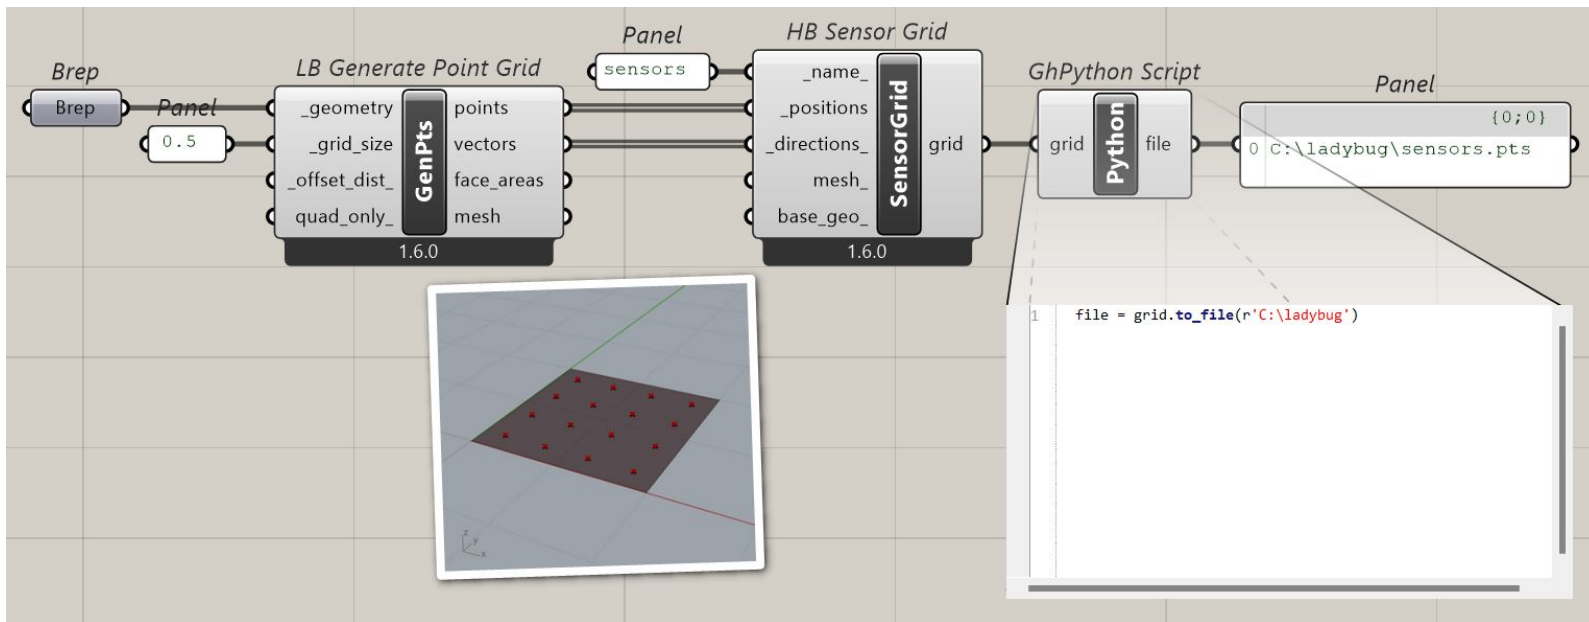 Brep
Brep
Panel
0.5
LB Generate Point Grid
_geometry
_grid_size
_offset_dist_
quad_only_
GenPts
points
vectors
face_areas
mesh
1.6.0
Panel
sensors
HB Sensor Grid
_name_
_positions
_directions_
mesh_
base_geo_
SensorGrid
grid
1.6.0
GhPython Script
grid
Python
file
Panel
{0;0}
0 C:\ladybug\sensors.pts
z
y
x
1 file = grid.to_file(r'C:\ladybug')